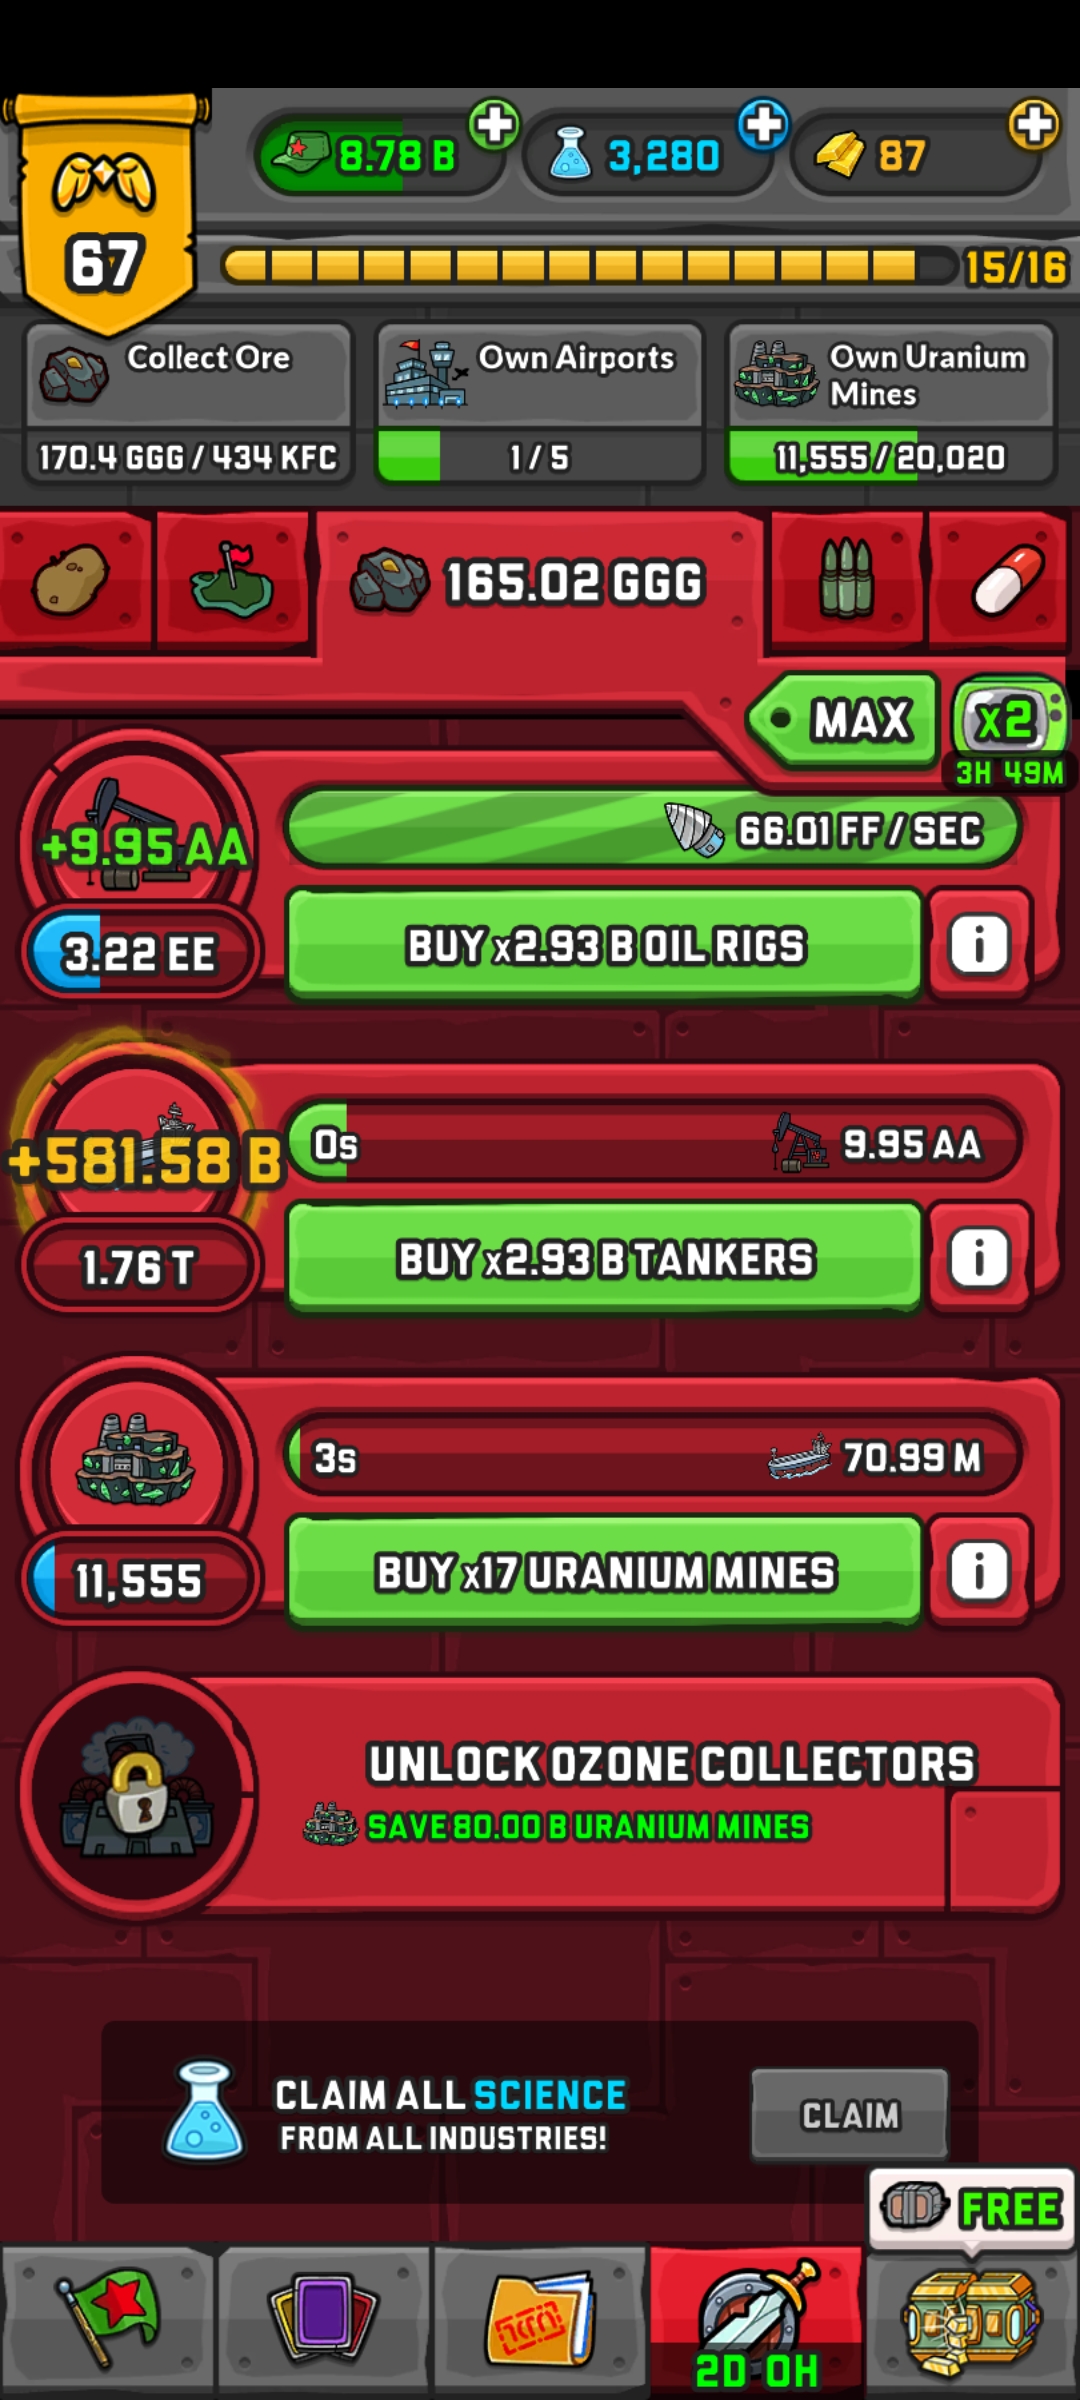 67
8.78 B
3,280
87
15/16
Collect Ore
170.4 GGG / 434 KFC
Own Airports
1 / 5
Own Uranium
Mines
11,555 / 20,020
165.02 GGG
MAX
x2
3H 49M
+9.95 AA
66.01 FF / SEC
3.22 EE
BUY x2.93 B OIL RIGS
i
+581.58 B
0s
9.95 AA
1.76 T
BUY x2.93 B TANKERS
i
3s
70.99 M
11,555
BUY x17 URANIUM MINES
i
UNLOCK OZONE COLLECTORS
SAVE 80.00 B URANIUM MINES
CLAIM ALL SCIENCE
FROM ALL INDUSTRIES!
CLAIM
FREE
2D 0H